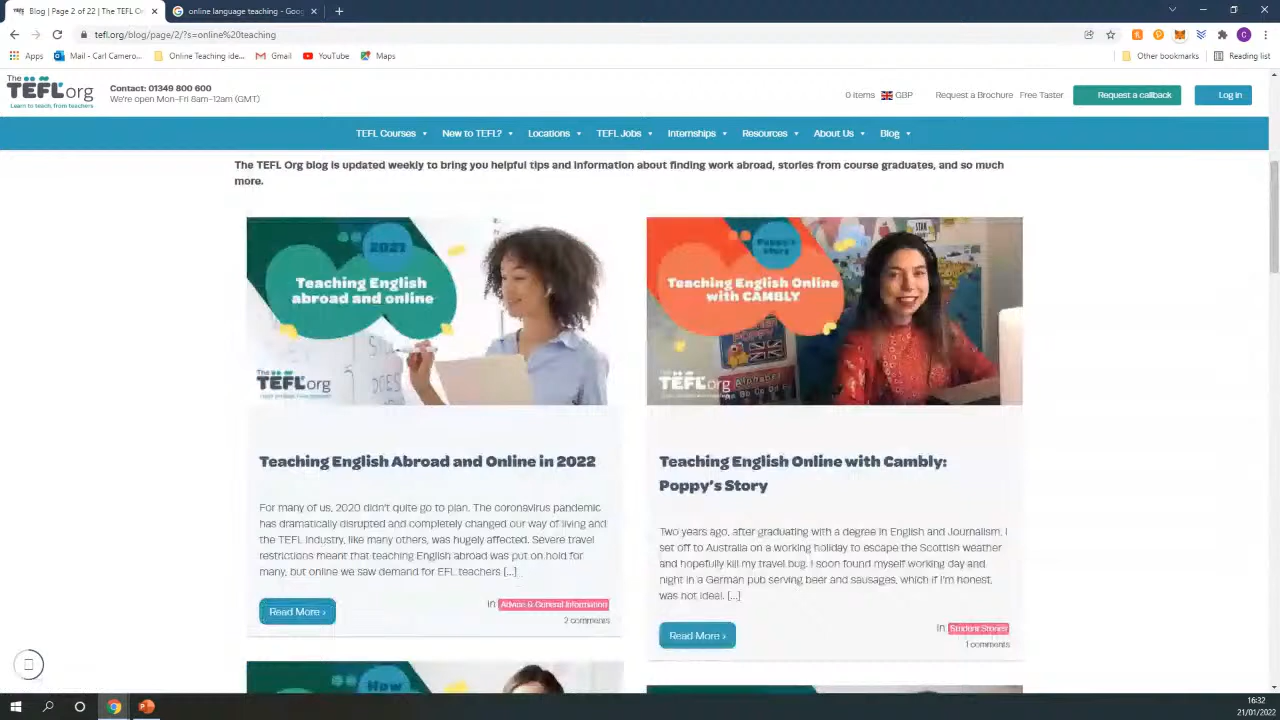 Blog | Page 2 of 22 | The TEFL Or
online language teaching - Goog
tefl.org/blog/page/2/?s=online%20teaching
Apps
Mail - Carl Camero...
Online Teaching ide...
Gmail
YouTube
Maps
Other bookmarks
Reading list
The
TEFL.org
Learn to teach, from teachers
Contact: 01349 800 600
We're open Mon-Fri 8am-12am (GMT)
0 items
GBP
Request a Brochure
Free Taster
Request a callback
Log in
TEFL Courses
New to TEFL?
Locations
TEFL Jobs
Internships
Resources
About Us
Blog
The TEFL Org blog is updated weekly to bring you helpful tips and information about finding work abroad, stories from course graduates, and so much
more.
2021
Teaching English
abroad and online
DOES
The
TEFL.org
Poppy's
Story
Teaching English Online
with CAMBLY
STAN
Alphabet
The
TEFL.org
Teaching English Abroad and Online in 2022
For many of us, 2020 didn't quite go to plan. The coronavirus pandemic
has dramatically disrupted and completely changed our way of living and
the TEFL industry, like many others, was hugely affected. Severe travel
restrictions meant that teaching English abroad was put on hold for
many, but online we saw demand for EFL teachers [...]
Read More ›
in Advice & General Information
2 comments
Teaching English Online with Cambly:
Poppy's Story
Two years ago, after graduating with a degree in English and Journalism, I
set off to Australia on a working holiday to escape the Scottish weather
and hopefully kill my travel bug. I soon found myself working day and
night in a German pub serving beer and sausages, which if I'm honest,
was not ideal. [...]
Read More ›
in Student Stories
1 comments
How
16:32
21/01/2022